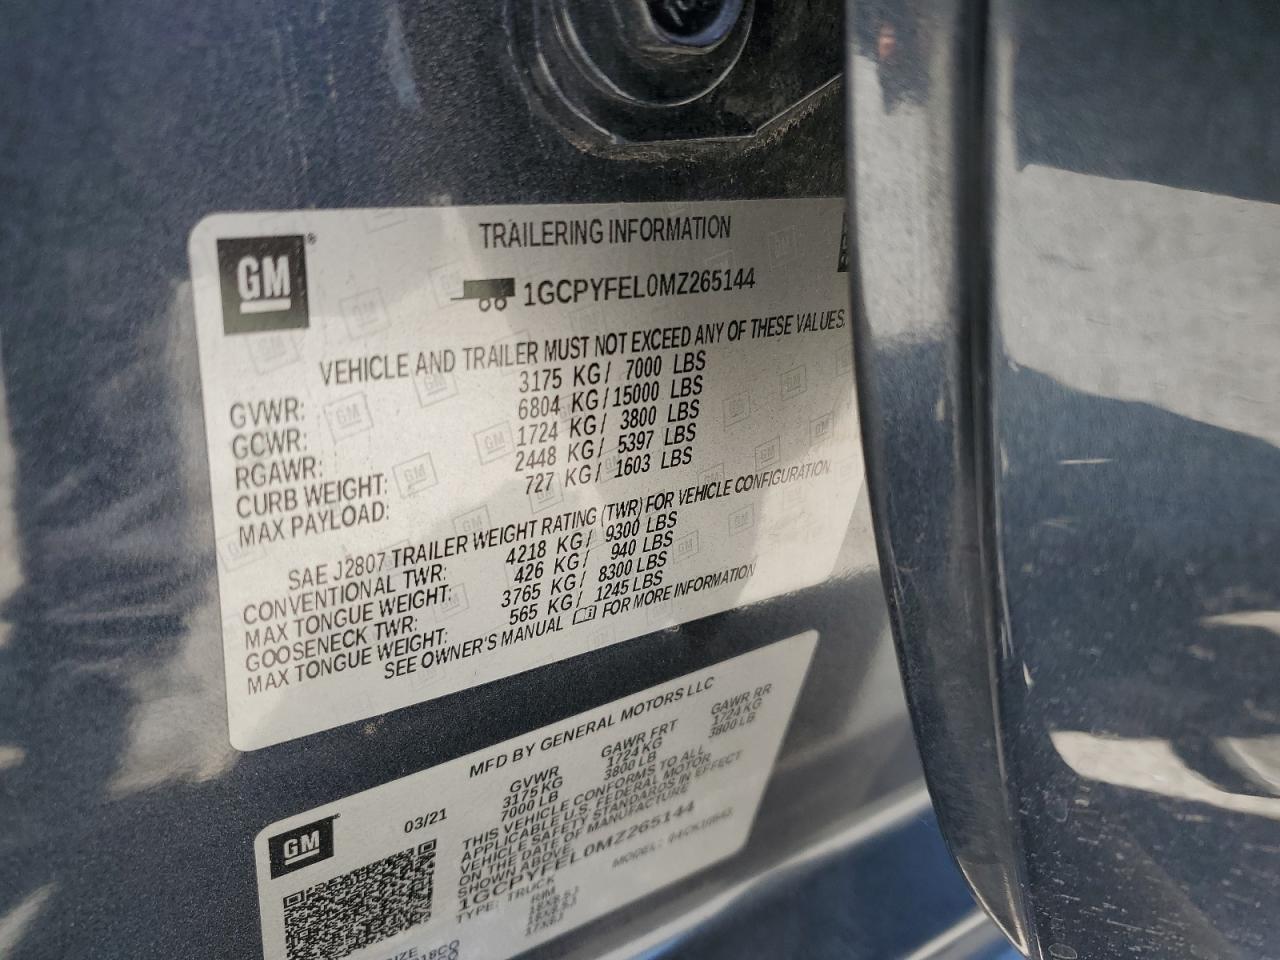 GM
TRAILERING INFORMATION
1GCPYFEL0MZ265144
VEHICLE AND TRAILER MUST NOT EXCEED ANY OF THESE VALUES.
GVWR: 3175 KG/ 7000 LBS
GCWR: 6804 KG/15000 LBS
RGAWR: 1724 KG/ 3800 LBS
CURB WEIGHT: 2448 KG/ 5397 LBS
MAX PAYLOAD: 727 KG/ 1603 LBS
SAE J2807 TRAILER WEIGHT RATING (TWR) FOR VEHICLE CONFIGURATION
CONVENTIONAL TWR: 4218 KG/ 9300 LBS
MAX TONGUE WEIGHT: 426 KG/ 940 LBS
GOOSENECK TWR: 3765 KG/ 8300 LBS
MAX TONGUE WEIGHT: 565 KG/ 1245 LBS
SEE OWNER'S MANUAL FOR MORE INFORMATION
MFD BY GENERAL MOTORS LLC
GM
03/21
GVWR GAWR FRT GAWR RR
3175 KG 1724 KG 1724 KG
7000 LB 3800 LB 3800 LB
THIS VEHICLE CONFORMS TO ALL
APPLICABLE U.S. FEDERAL MOTOR
VEHICLE SAFETY STANDARDS IN EFFECT
ON THE DATE OF MANUFACTURE
SHOWN ABOVE.
1GCPYFEL0MZ265144
TYPE: TRUCK MODEL:
RIM